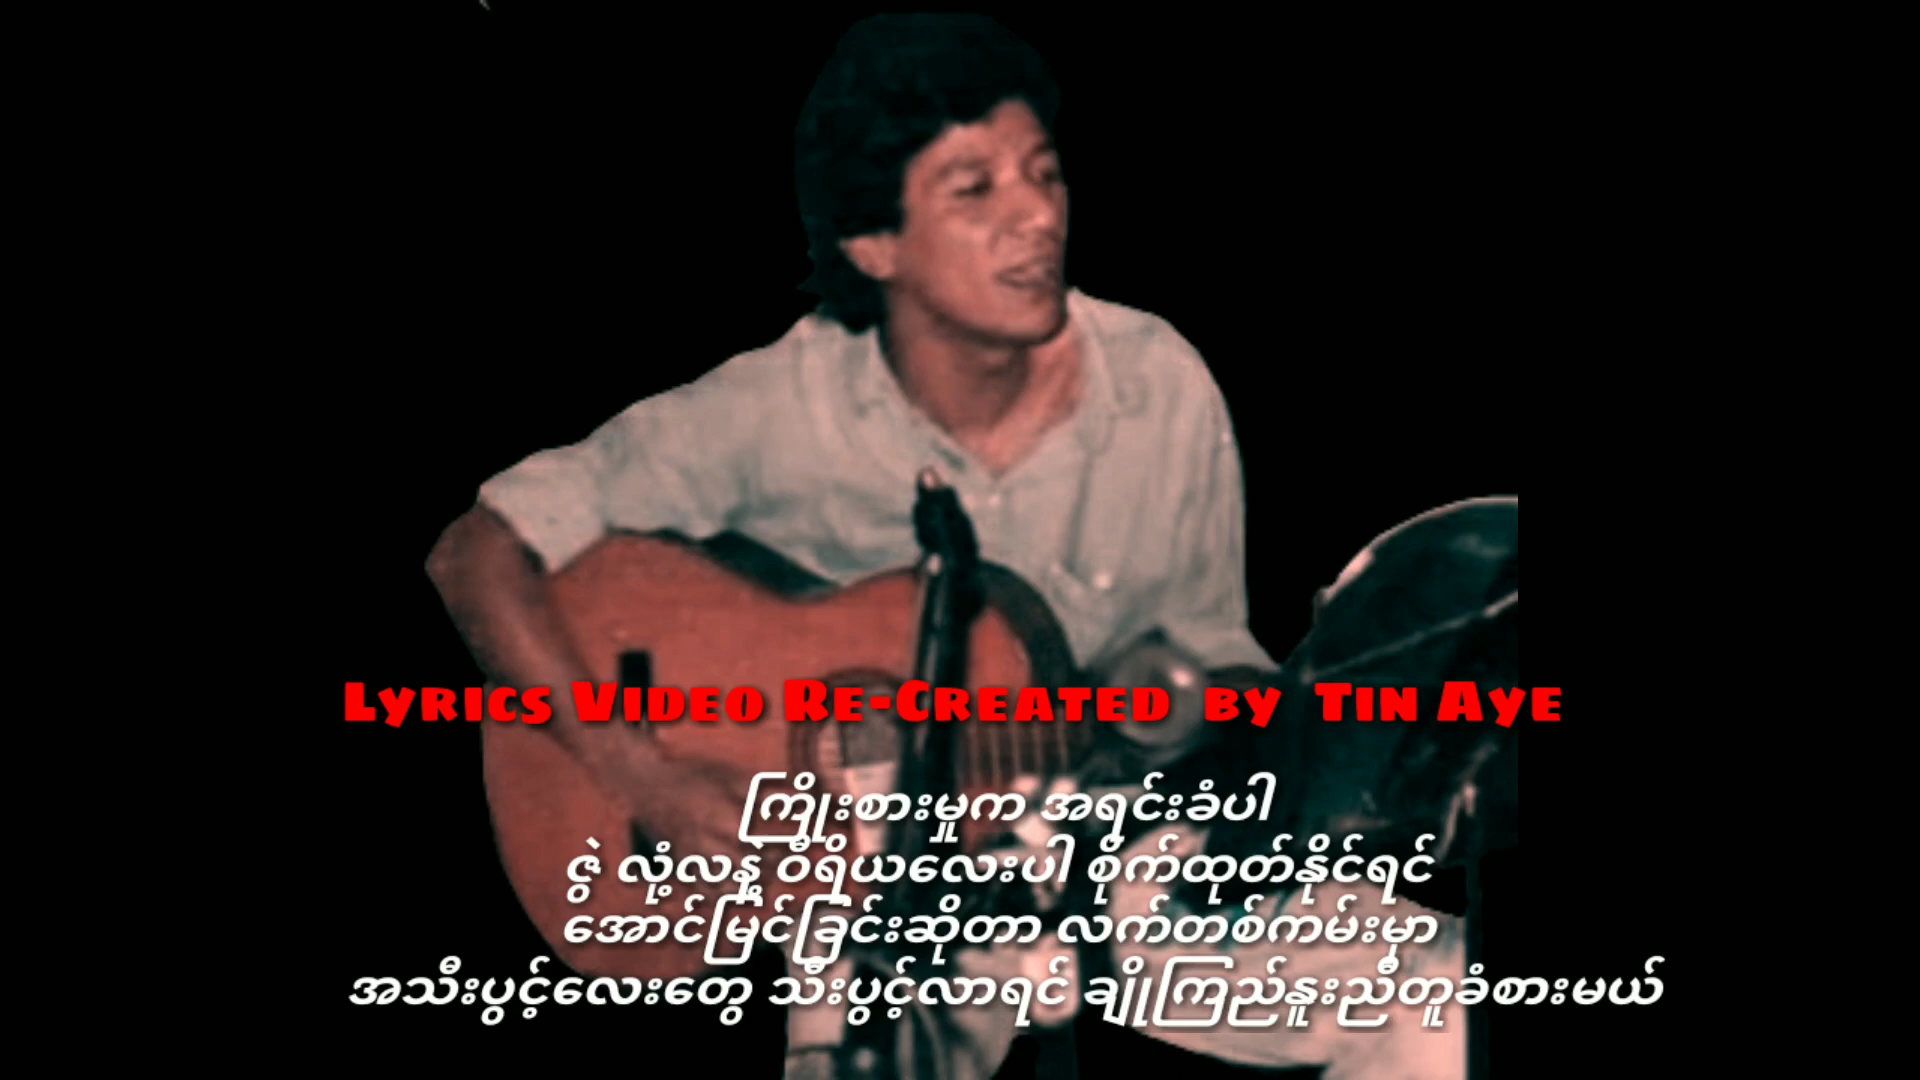 Lyrics Video Re-Created by Tin Aye
ကြိုးစားမှုက အရင်းခံပါ
ဇွဲ လုံ့လနဲ့ ဝီရိယလေးပါ စိုက်ထုတ်နိုင်ရင်
အောင်မြင်ခြင်းဆိုတာ လက်တစ်ကမ်းမှာ
အသီးပွင့်လေးတွေ သီးပွင့်လာရင် ချိုကြည်နူးညီတူခံစားမယ်